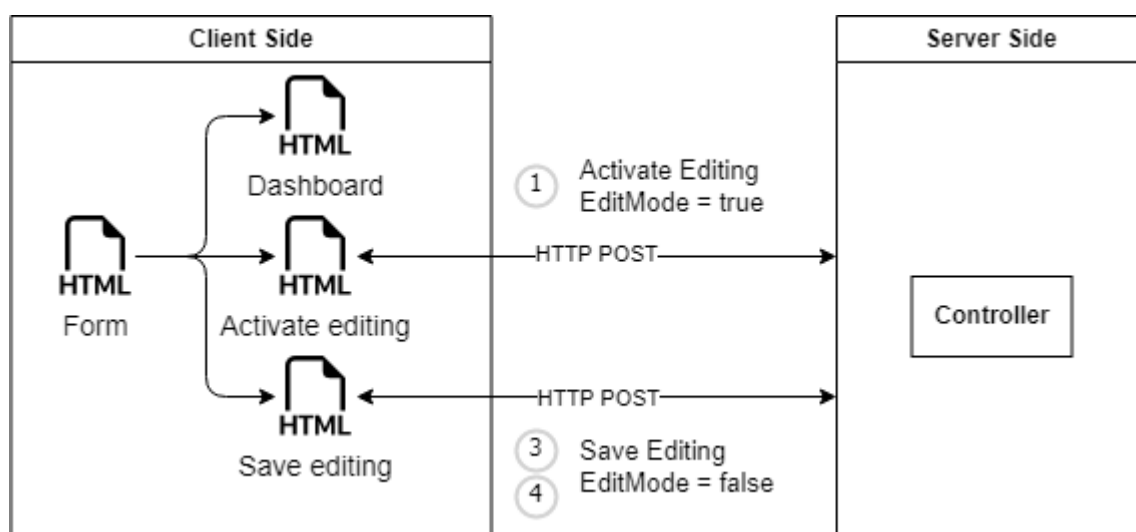 Client Side
Server Side
HTML
Dashboard
1
Activate Editing
EditMode = true
HTML
Form
HTML
Activate editing
HTTP POST
Controller
HTML
Save editing
HTTP POST
3
Save Editing
4
EditMode = false